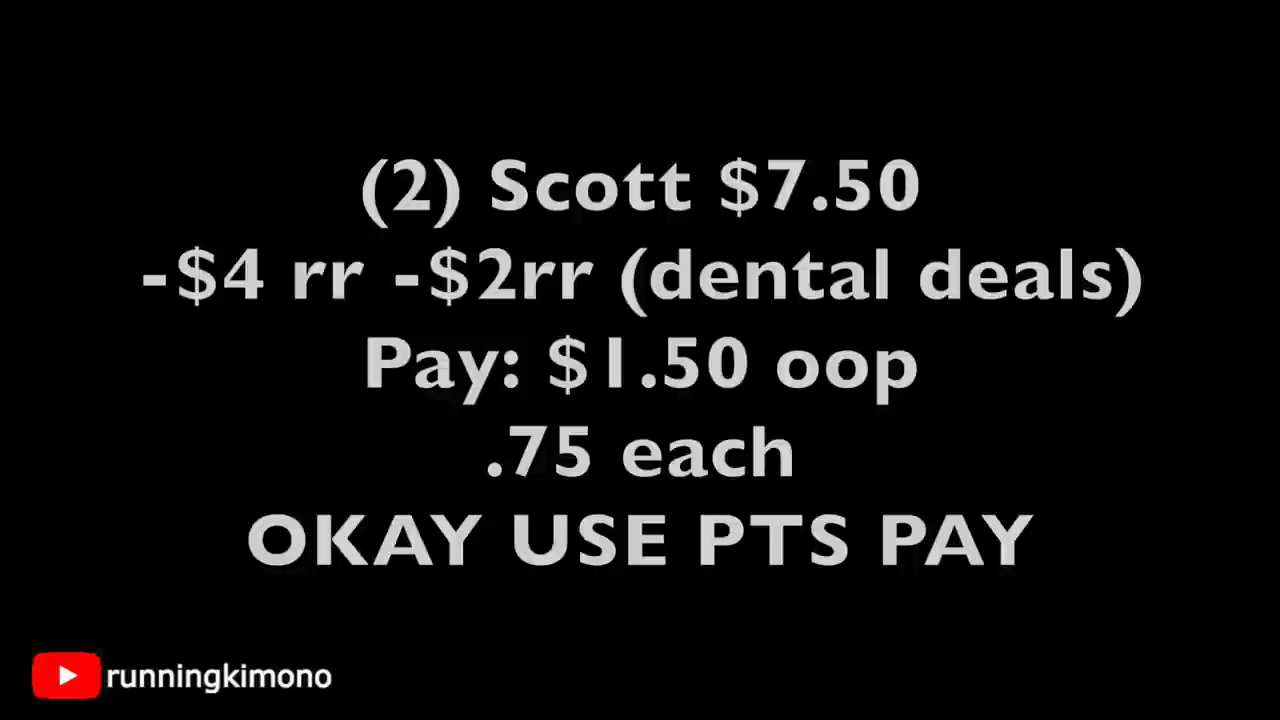 (2) Scott $7.50
-$4 rr -$2rr (dental deals)
Pay: $1.50 oop
.75 each
OKAY USE PTS PAY
runningkimono